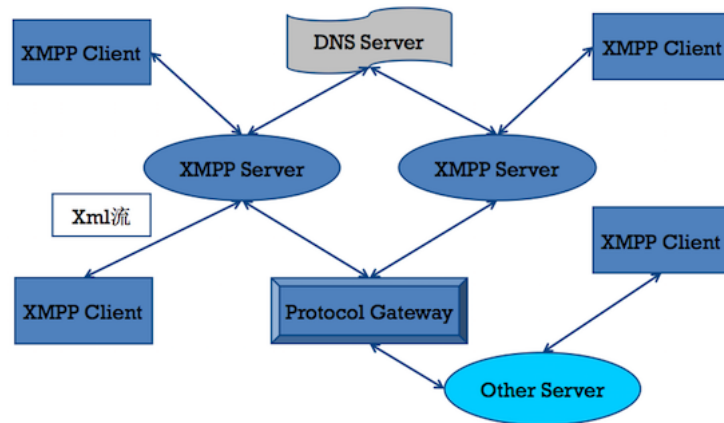 DNS Server
XMPP Client
XMPP Client
XMPP Server
XMPP Server
Xml流
XMPP Client
XMPP Client
Protocol Gateway
Other Server